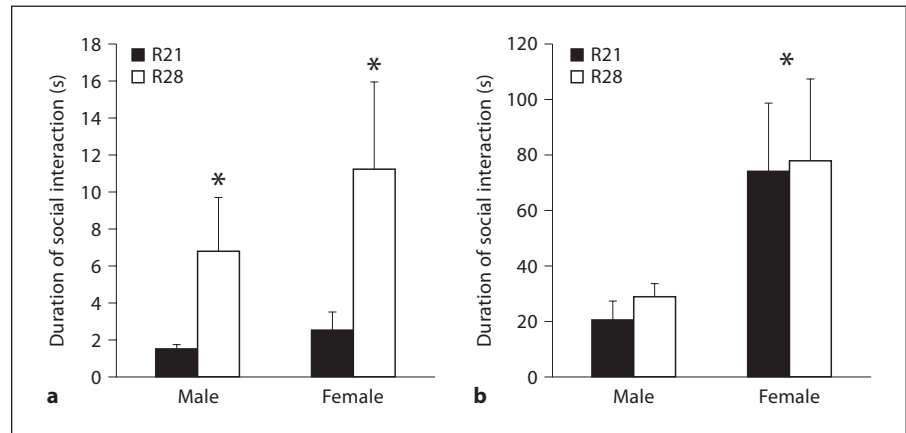 Duration of social interaction (s)
18
16
14
12
10
8
6
4
2
0
R21
R28
*
*
Male
Female
a
Duration of social interaction (s)
120
100
80
60
40
20
0
R21
R28
*
Male
Female
b